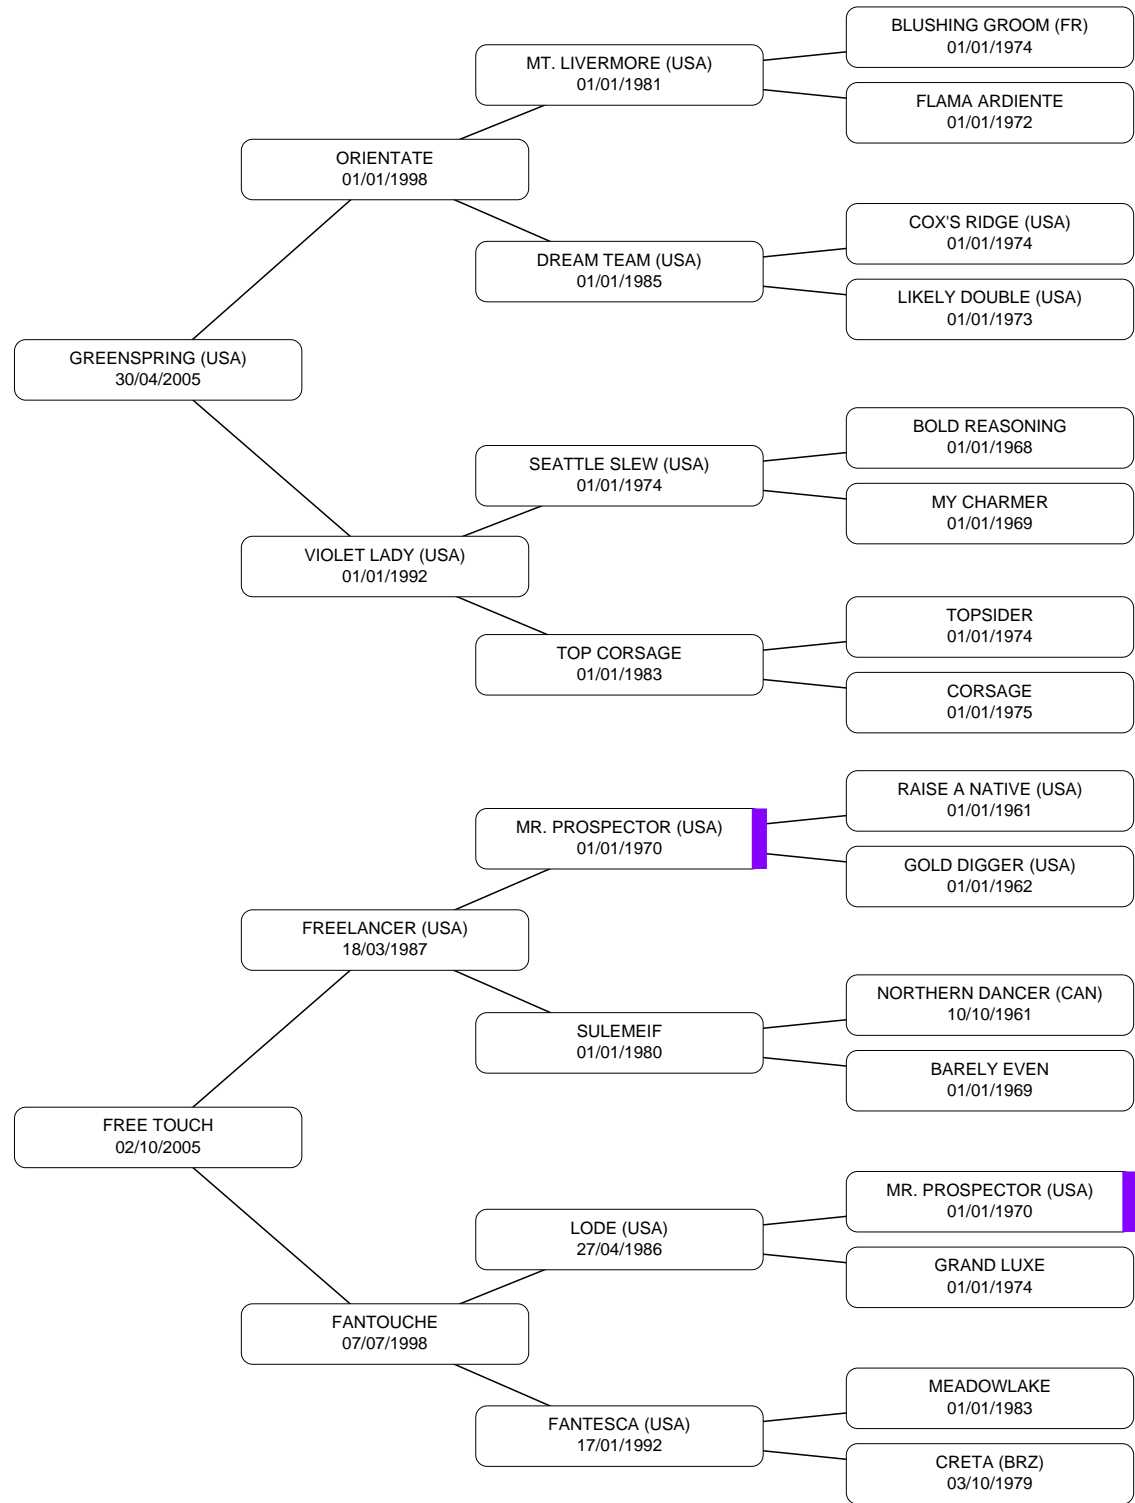 BLUSHING GROOM (FR)
01/01/1974
MT. LIVERMORE (USA)
01/01/1981
FLAMA ARDIENTE
01/01/1972
ORIENTATE
01/01/1998
COX'S RIDGE (USA)
01/01/1974
DREAM TEAM (USA)
01/01/1985
LIKELY DOUBLE (USA)
01/01/1973
GREENSPRING (USA)
30/04/2005
BOLD REASONING
01/01/1968
SEATTLE SLEW (USA)
01/01/1974
MY CHARMER
01/01/1969
VIOLET LADY (USA)
01/01/1992
TOPSIDER
01/01/1974
TOP CORSAGE
01/01/1983
CORSAGE
01/01/1975
RAISE A NATIVE (USA)
01/01/1961
MR. PROSPECTOR (USA)
01/01/1970
GOLD DIGGER (USA)
01/01/1962
FREELANCER (USA)
18/03/1987
NORTHERN DANCER (CAN)
10/10/1961
SULEMEIF
01/01/1980
BARELY EVEN
01/01/1969
FREE TOUCH
02/10/2005
MR. PROSPECTOR (USA)
01/01/1970
LODE (USA)
27/04/1986
GRAND LUXE
01/01/1974
FANTOUCHE
07/07/1998
MEADOWLAKE
01/01/1983
FANTESCA (USA)
17/01/1992
CRETA (BRZ)
03/10/1979